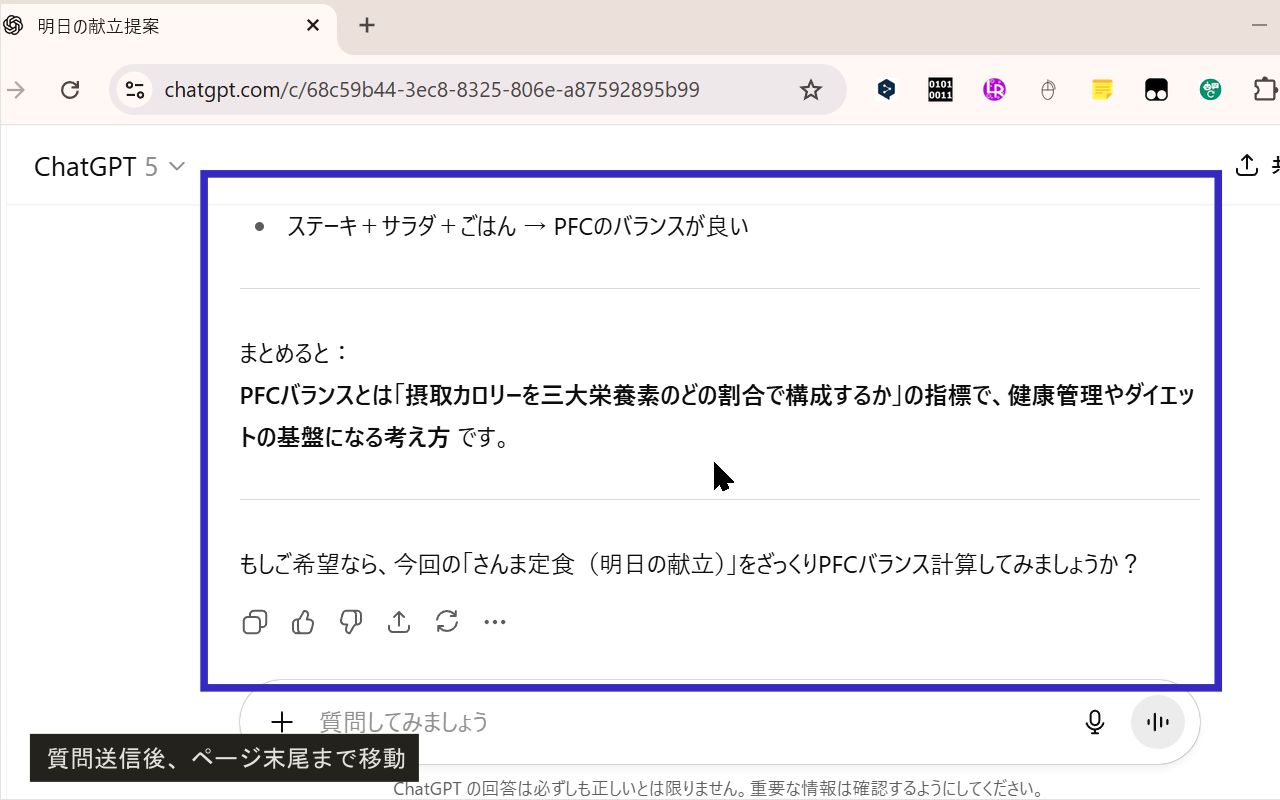 明日の献立提案
chatgpt.com/c/68c59b44-3ec8-8325-806e-a87592895b99
0101
0011
ChatGPT 5
ステーキ＋サラダ＋ごはん → PFCのバランスが良い
まとめると：
PFCバランスとは「摂取カロリーを三大栄養素のどの割合で構成するか」の指標で、健康管理やダイエッ
トの基盤になる考え方 です。
もしご希望なら、今回の「さんま定食（明日の献立）」をざっくりPFCバランス計算してみましょうか？
質問してみましょう
質問送信後、ページ末尾まで移動
ChatGPT の回答は必ずしも正しいとは限りません。重要な情報は確認するようにしてください。